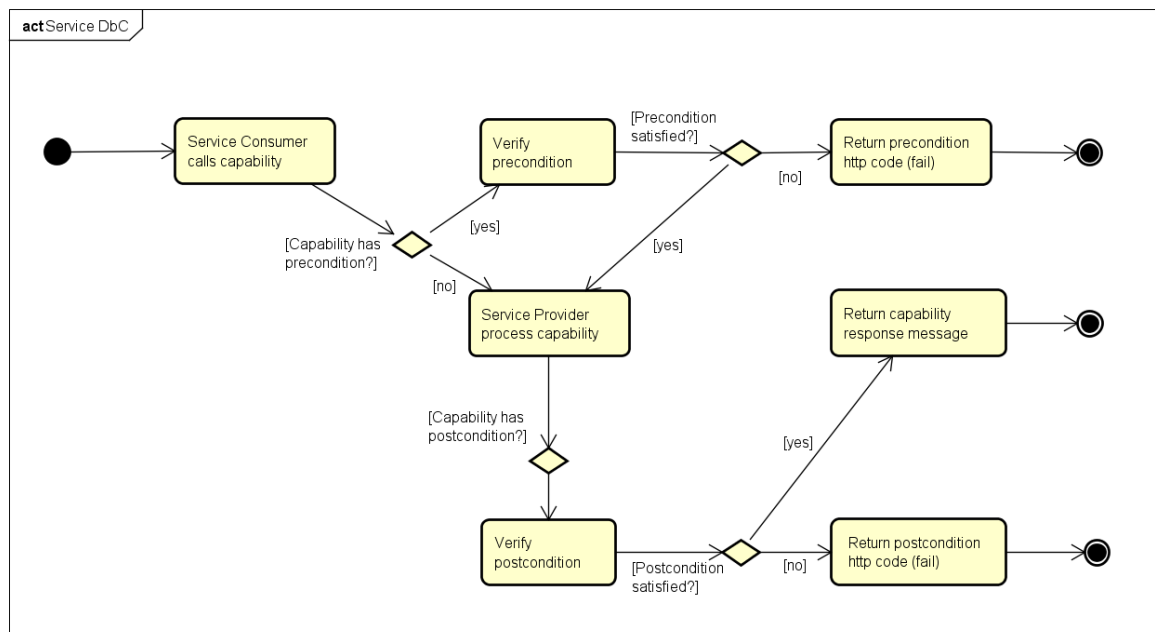 act Service DbC
Service Consumer
calls capability
Verify
precondition
[Precondition
satisfied?]
Return precondition
http code (fail)
[no]
[Capability has
precondition?]
[yes]
[no]
[yes]
Service Provider
process capability
Return capability
response message
[Capability has
postcondition?]
[yes]
Verify
postcondition
[Postcondition
satisfied?]
[no]
Return postcondition
http code (fail)